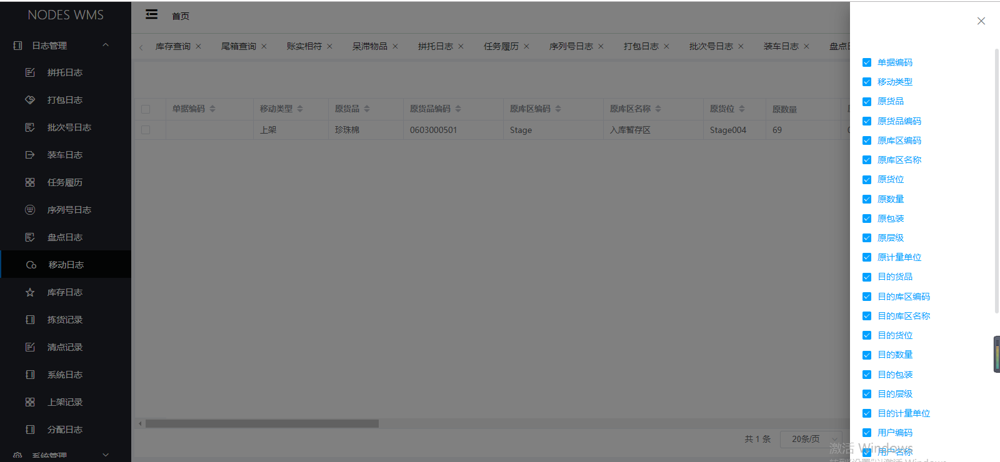 NODES WMS
日志管理
拼托日志
打包日志
批次号日志
装车日志
任务履历
序列号日志
盘点日志
移动日志
库存日志
拣货记录
清点记录
系统日志
上架记录
分配日志
系统管理
首页
库存查询 尾箱查询 账实相符 呆滞物品 拼托日志 任务履历 序列号日志 打包日志 批次号日志 装车日志 盘点
单据编码 移动类型 原货品 原货品编码 原库区编码 原库区名称 原货位 原数量
上架 珍珠棉 0603000501 Stage 入库暂存区 Stage004 69
共 1 条 20条/页
单据编码
移动类型
原货品
原货品编码
原库区编码
原库区名称
原货位
原数量
原包装
原层级
原计量单位
目的货品
目的库区编码
目的库区名称
目的货位
目的数量
目的包装
目的层级
目的计量单位
用户编码
用户名称
激活 Windows
转到"设置"以激活 Windows